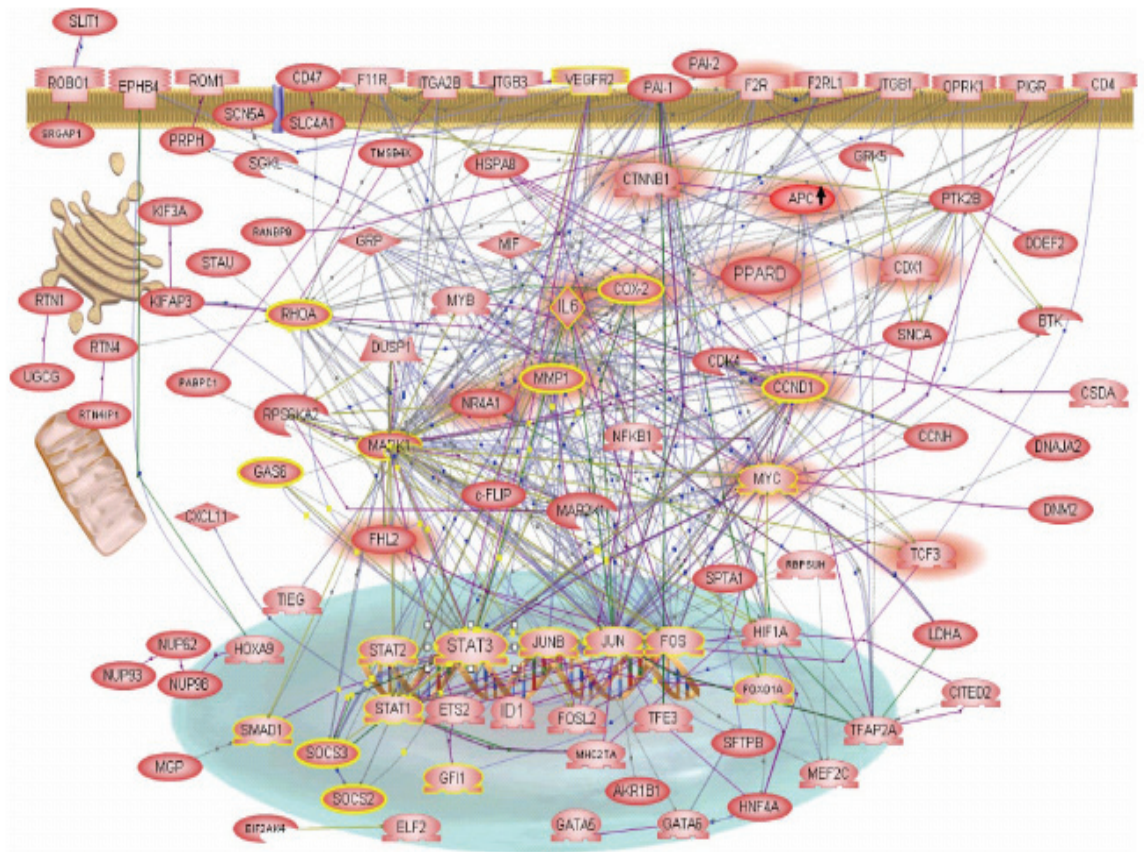 SLIT1
ROBO1
EPHB4
ROM1
CD47
F11R
ITGA2B
ITGB3
VEGFR2
PAI-1
PAI-2
F2R
F2RL1
ITGB1
OPRK1
PIGR
CD4
SRGAP1
PRPH
SCN5A
SLC4A1
SGKL
TMSB4X
HSPA8
CTNNB1
GRK5
APC
PTK2B
KIF3A
RANBP9
GRP
MIF
DDEF2
STAU
PPARD
CDX1
RTN1
KIFAP3
RHOA
MYB
IL6
COX-2
BTK
RTN4
DUSP1
SNCA
UGCG
PABPC1
MMP1
CDK4
CCND1
CSDA
RTN4IP1
RPS6KA2
NR4A1
NFKB1
CCNH
DNAJA2
MAPK1
GAS6
MYC
c-FLIP
MAP2K1
DNM2
CXCL11
FHL2
RBPSUH
TCF3
SPTA1
TIEG
NUP62
HOXA9
STAT2
STAT3
JUNB
JUN
FOS
HIF1A
LDHA
NUP93
NUP98
FOXO1A
CITED2
SMAD1
STAT1
ETS2
ID1
FOSL2
TFE3
TFAP2A
MGP
SOCS3
MHC2TA
SFTPB
GFI1
MEF2C
SOCS2
AKR1B1
HNF4A
EIF2AK4
ELF2
GATA5
GATA6